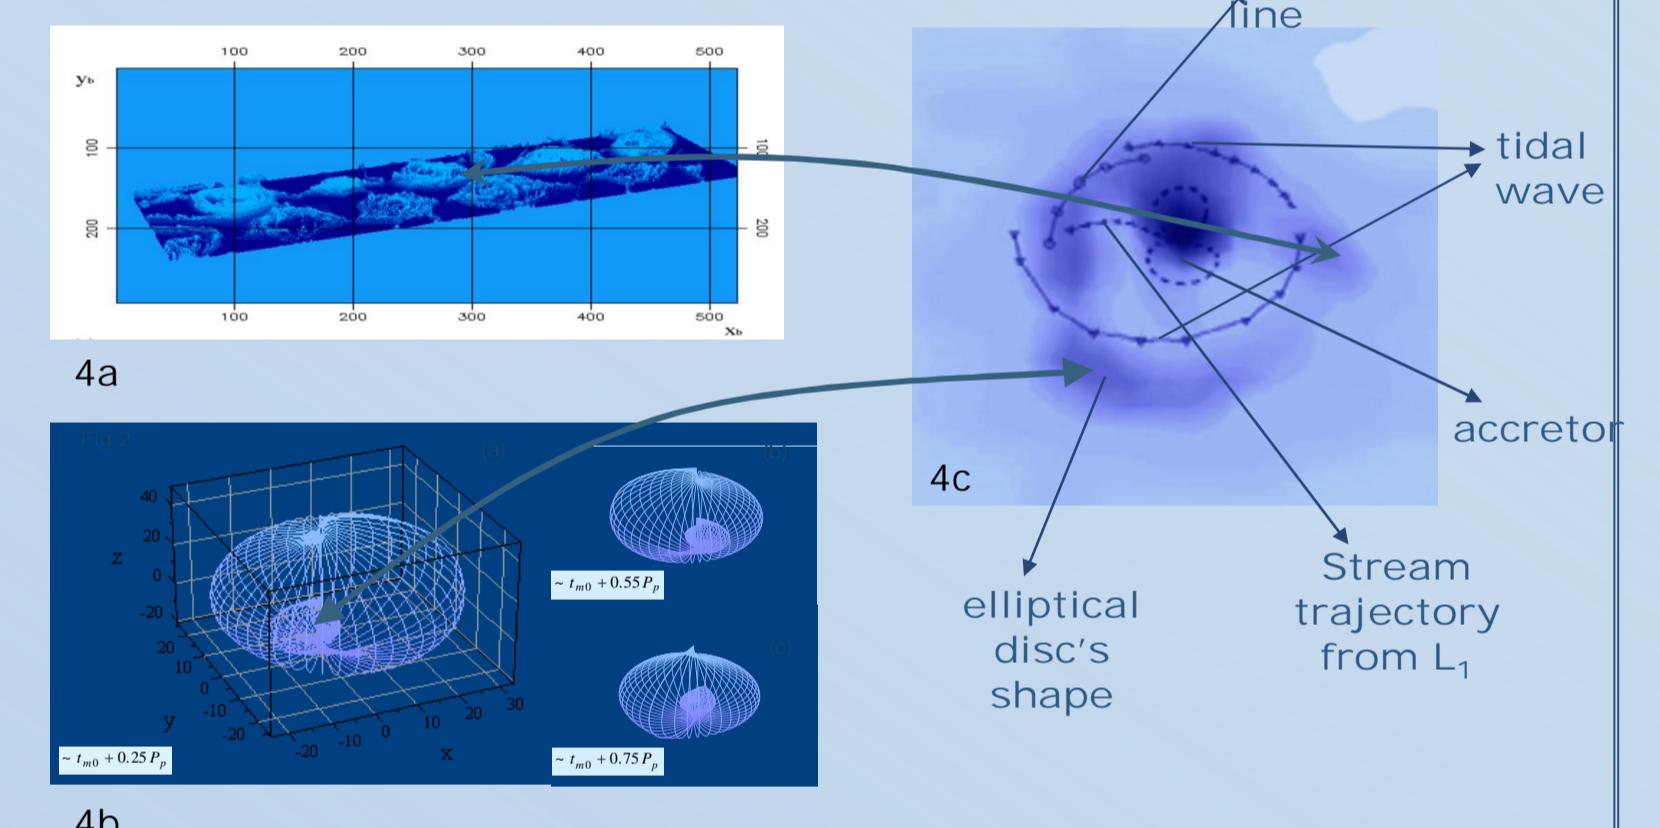 line
100 200 300 400 500
yb
100 100
200 200
100 200 300 400 500
xb
4a
tidal
wave
accretor
4c
Stream
trajectory
from L1
elliptical
disc's
shape
Fig.2
(a)
(b)
40
20
z
0
-20
20
10
0
y
-10
-20
-20 -10 0 10 20 30
x
~ tm0 + 0.25 Pp
~ tm0 + 0.55 Pp
(c)
~ tm0 + 0.75 Pp
4b